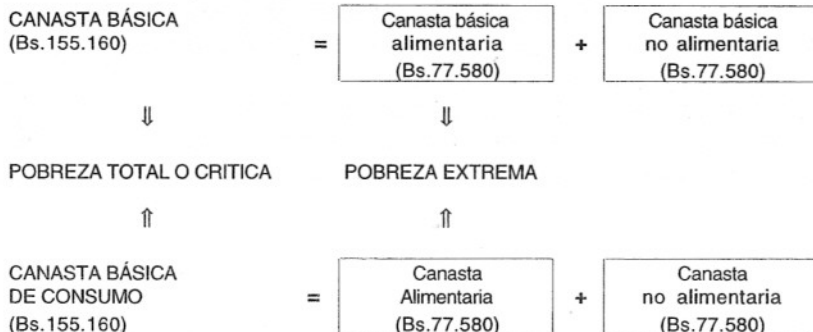 CANASTA BÁSICA
(Bs.155.160)
=
Canasta básica
alimentaria
(Bs.77.580)
+
Canasta básica
no alimentaria
(Bs.77.580)
⇓ ⇓
POBREZA TOTAL O CRITICA POBREZA EXTREMA
⇑ ⇑
CANASTA BÁSICA
DE CONSUMO
(Bs.155.160)
=
Canasta
Alimentaria
(Bs.77.580)
+
Canasta
no alimentaria
(Bs.77.580)